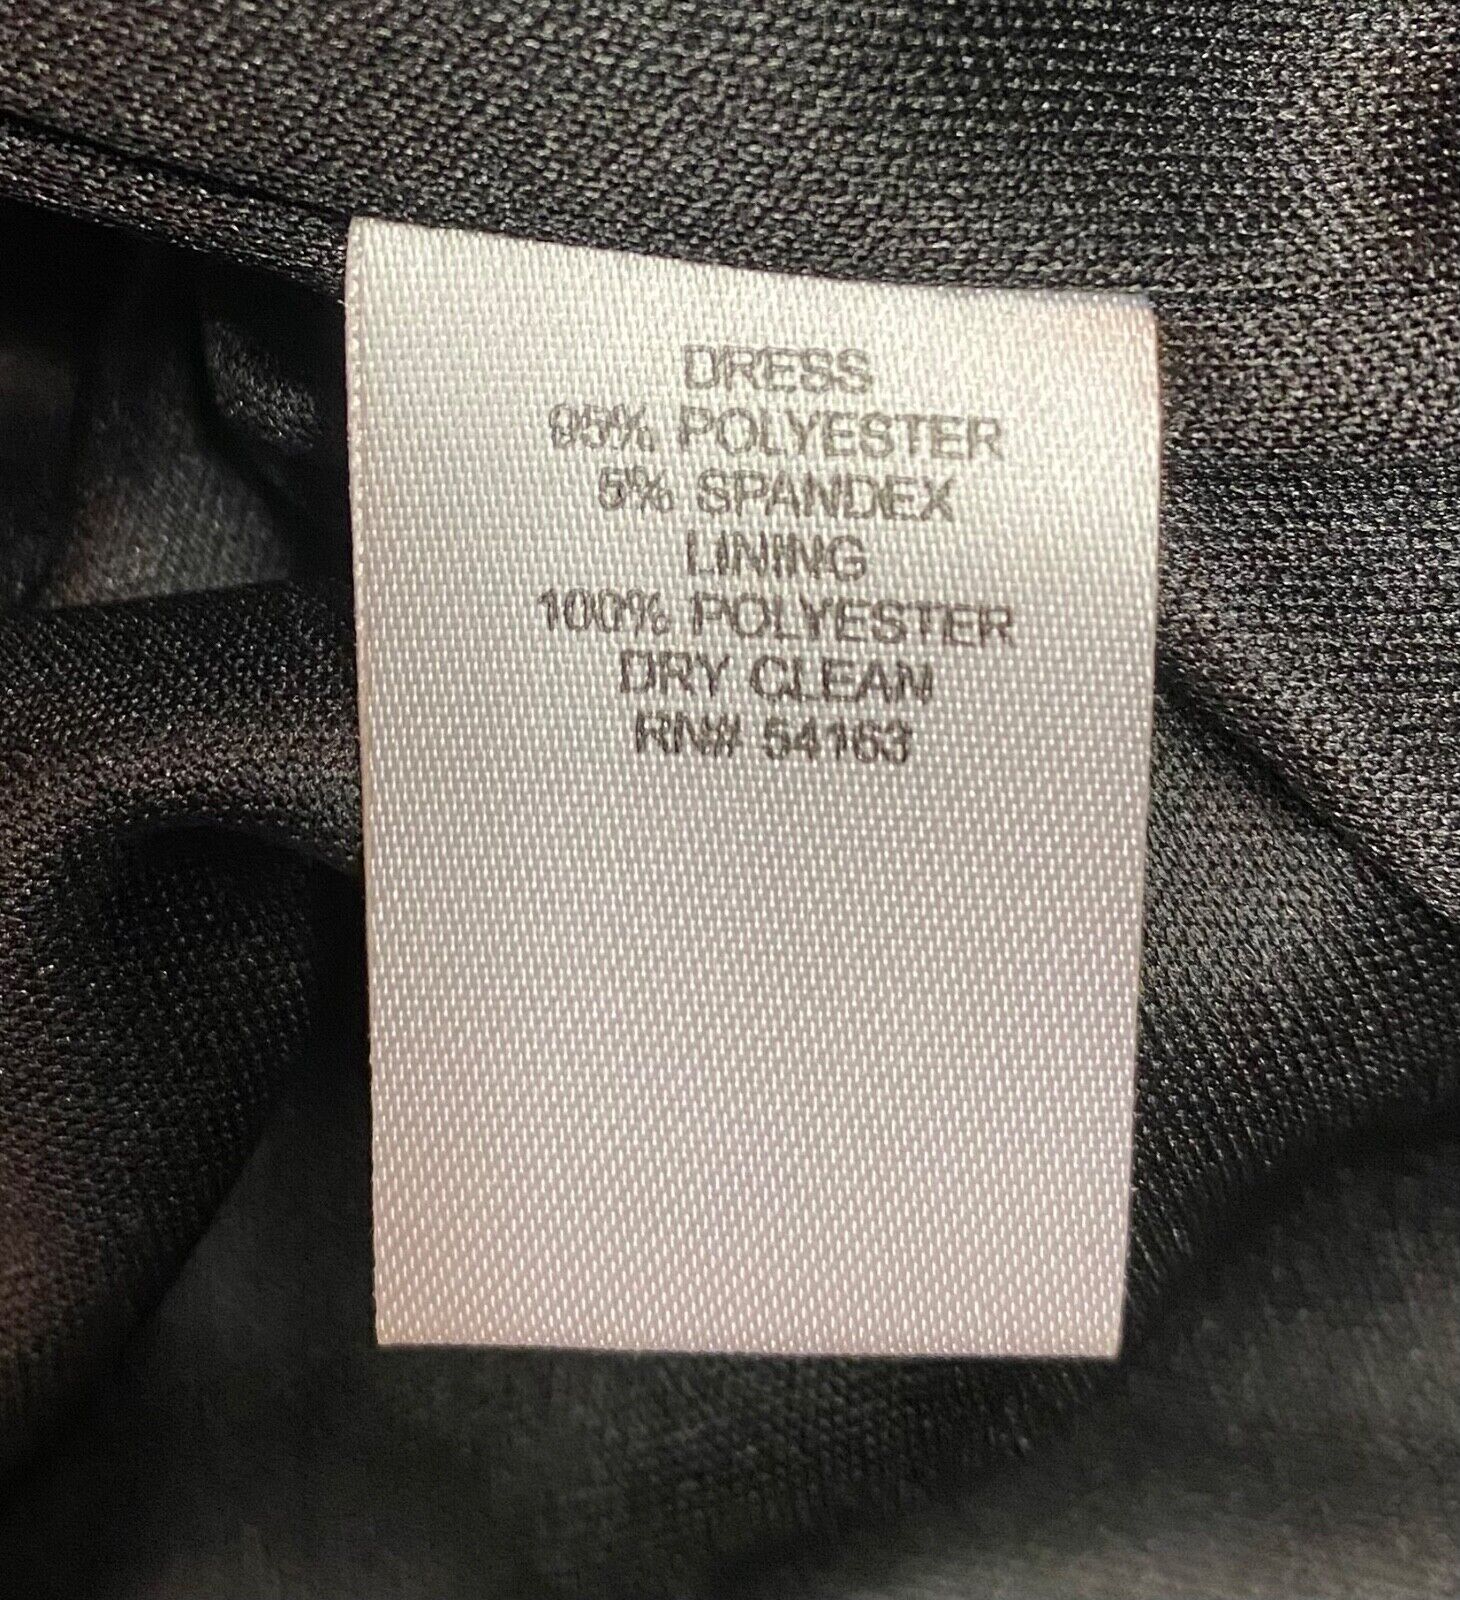 DRESS
95% POLYESTER
5% SPANDEX
LINING
100% POLYESTER
DRY CLEAN
RN# 54163